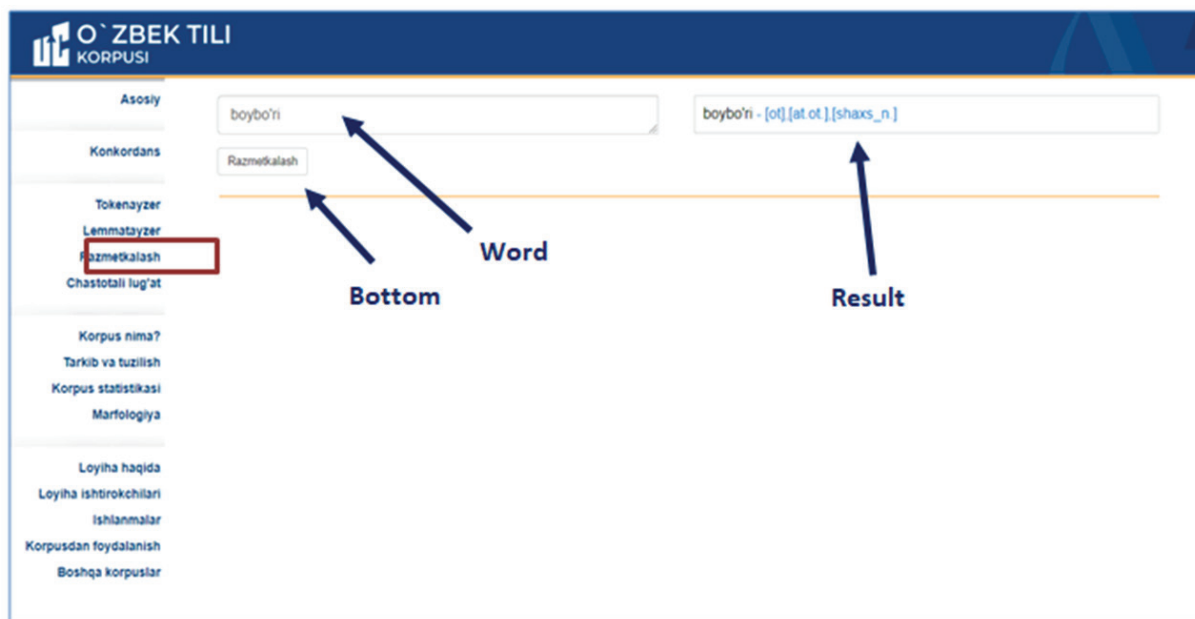 O`ZBEK TILI
KORPUSI
Asosiy
Konkordans
Tokenayzer
Lemmatayzer
Razmetkalash
Chastotali lug'at
Korpus nima?
Tarkib va tuzilish
Korpus statistikasi
Marfologiya
Loyiha haqida
Loyiha ishtirokchilari
Ishlanmalar
Korpusdan foydalanish
Boshqa korpuslar
boybo'ri
Razmetkalash
boybo'ri - [ot],[at.ot.],[shaxs_n.]
Word
Bottom
Result